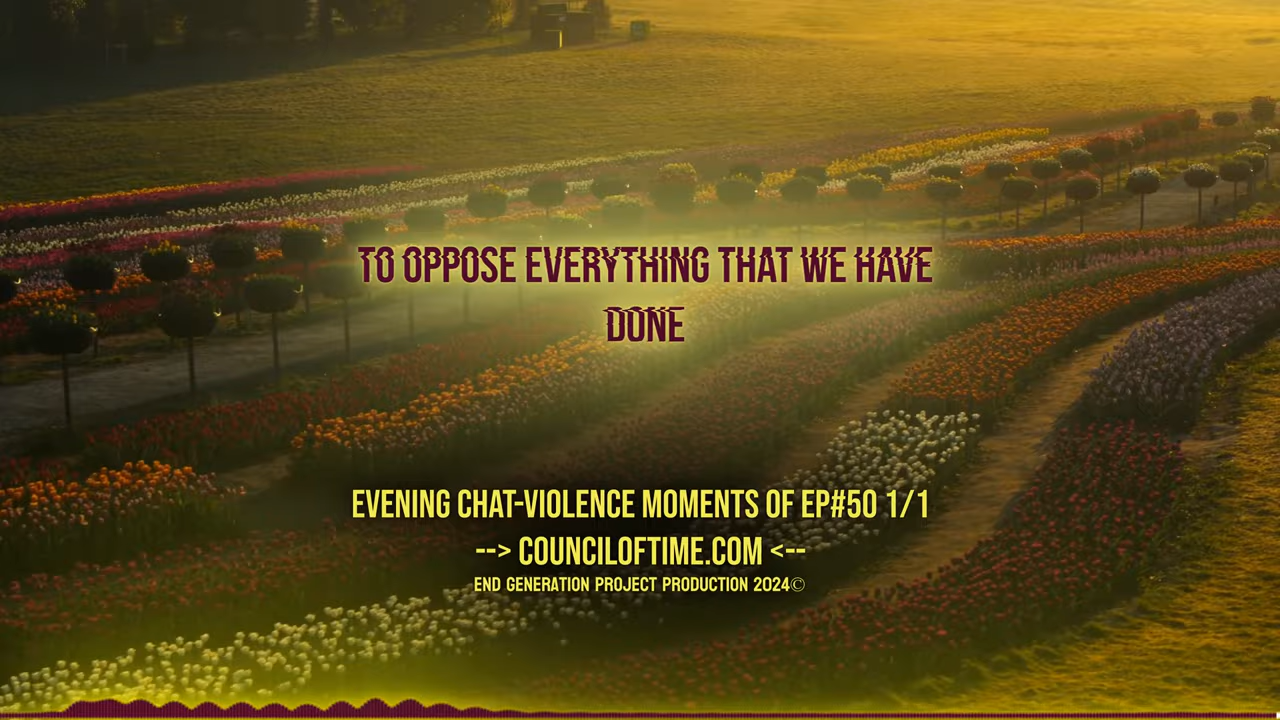 TO OPPOSE EVERYTHING THAT WE HAVE
DONE
EVENING CHAT-VIOLENCE MOMENTS OF EP#50 1/1
--> COUNCILOFTIME.COM <--
END GENERATION PROJECT PRODUCTION 2024©